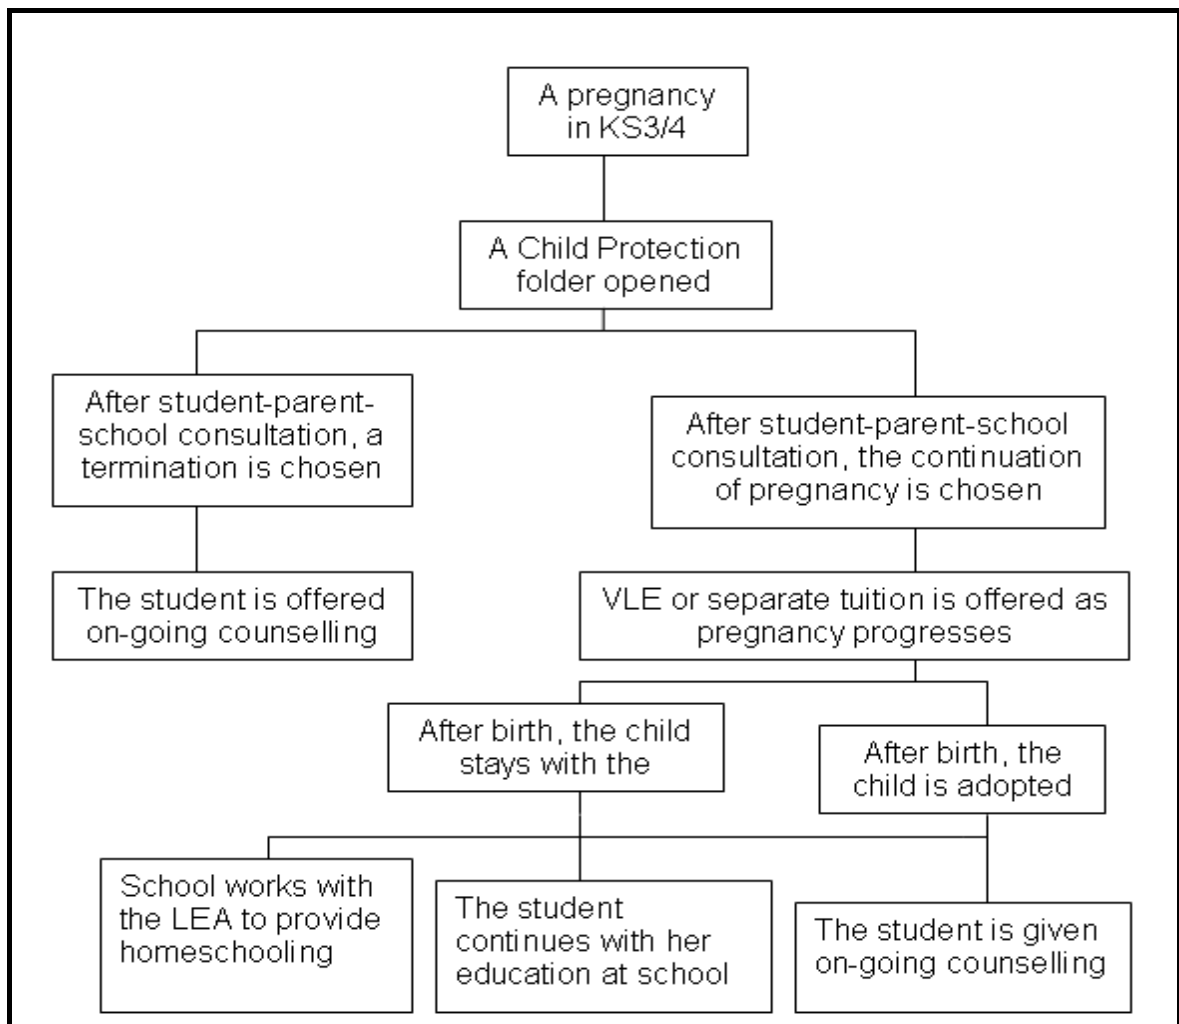 A pregnancy
in KS3/4
A Child Protection
folder opened
After student-parent-
school consultation, a
termination is chosen
After student-parent-school
consultation, the continuation
of pregnancy is chosen
The student is offered
on-going counselling
VLE or separate tuition is offered as
pregnancy progresses
After birth, the child
stays with the
After birth, the
child is adopted
School works with
the LEA to provide
homeschooling
The student
continues with her
education at school
The student is given
on-going counselling